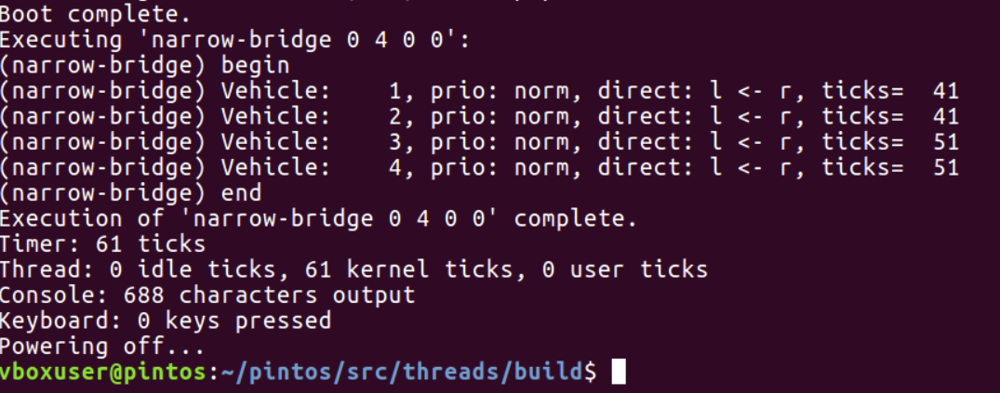 Boot complete.
Executing 'narrow-bridge 0 4 0 0':
(narrow-bridge) begin
(narrow-bridge) Vehicle:    1, prio: norm, direct: l <- r, ticks=  41
(narrow-bridge) Vehicle:    2, prio: norm, direct: l <- r, ticks=  41
(narrow-bridge) Vehicle:    3, prio: norm, direct: l <- r, ticks=  51
(narrow-bridge) Vehicle:    4, prio: norm, direct: l <- r, ticks=  51
(narrow-bridge) end
Execution of 'narrow-bridge 0 4 0 0' complete.
Timer: 61 ticks
Thread: 0 idle ticks, 61 kernel ticks, 0 user ticks
Console: 688 characters output
Keyboard: 0 keys pressed
Powering off...
vboxuser@pintos:~/pintos/src/threads/build$